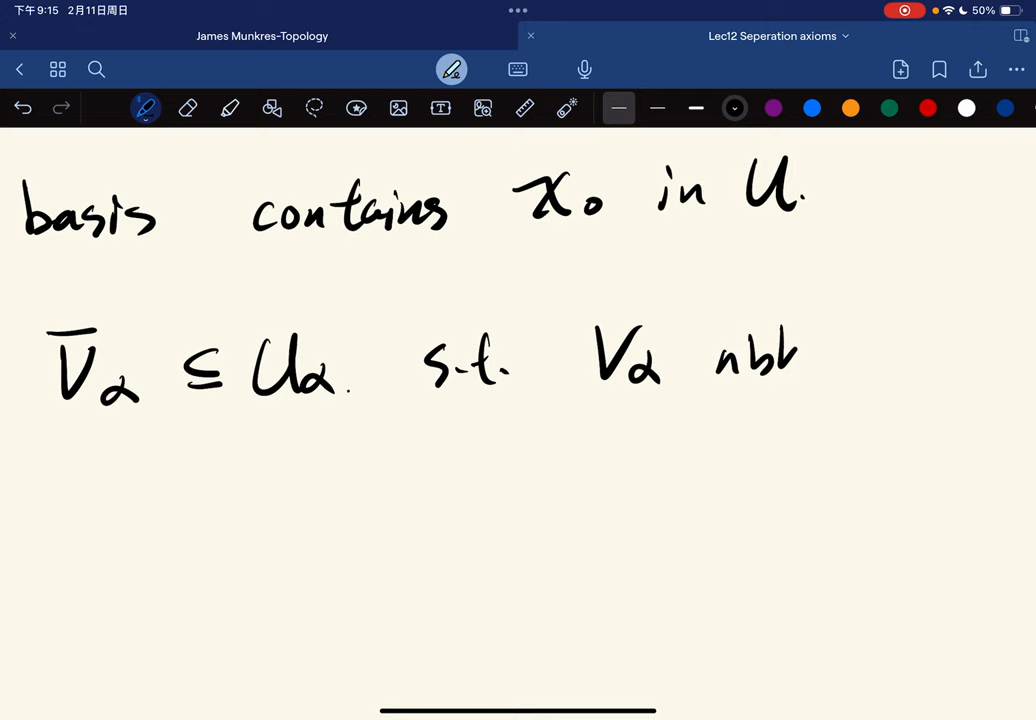 下午9:15 2月11日周日
50%
James Munkres-Topology
Lec12 Seperation axioms
T
basis contains x₀ in U.
V̅α ⊆ Uα. s.t. Vα nbh